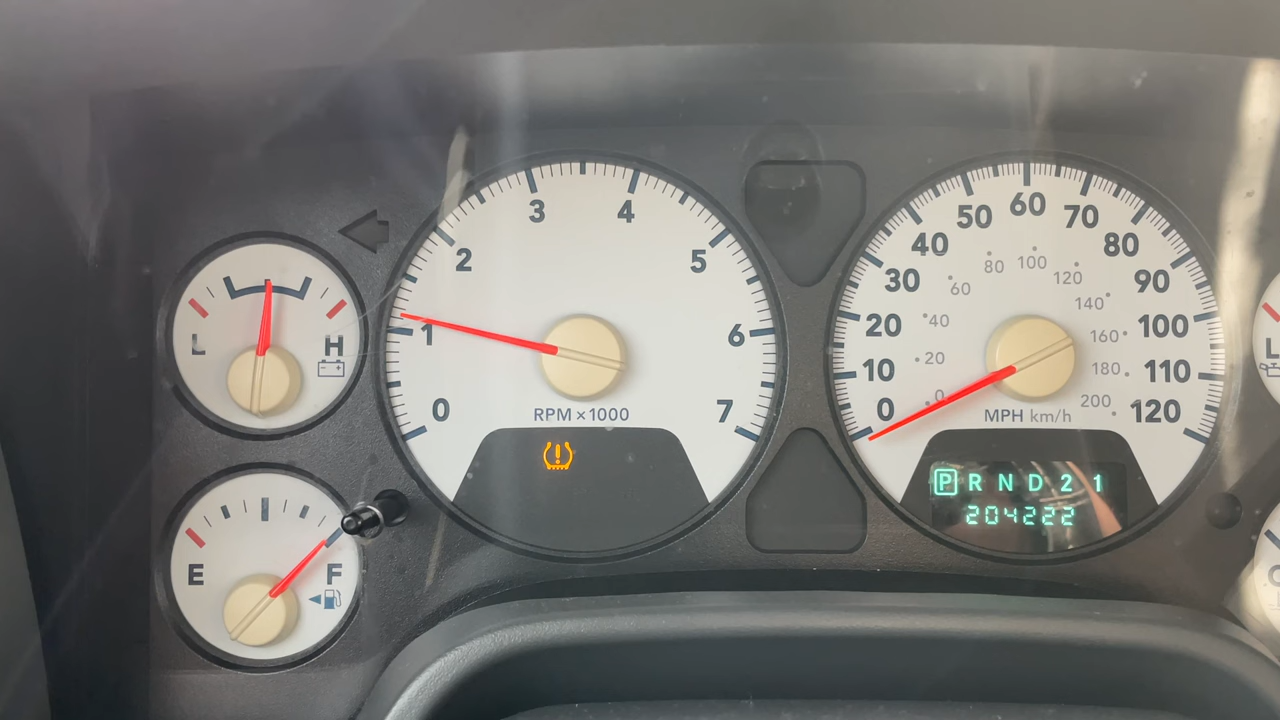 L H
E F
0 1 2 3 4 5 6 7
RPM x 1000
0 10 20 30 40 50 60 70 80 90 100 110 120
0 20 40 60 80 100 120 140 160 180 200
MPH km/h
P R N D 2 1
204222
L